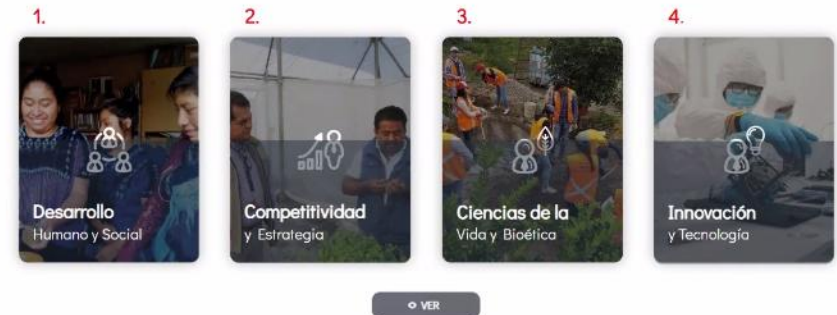 1.
2.
3.
4.
Desarrollo
Humano y Social
Competitividad
y Estrategia
Ciencias de la
Vida y Bioética
Innovación
y Tecnología
VER